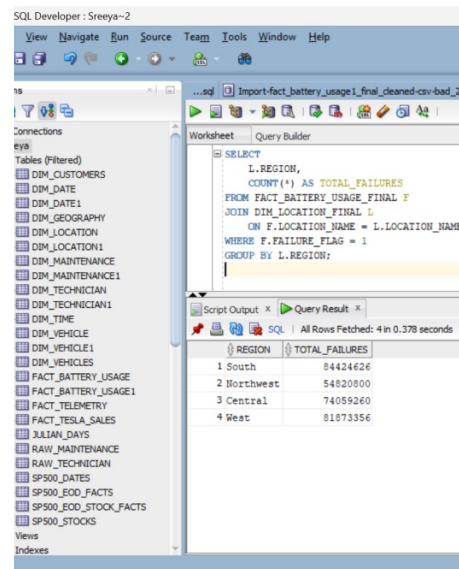 SQL Developer : Sreeya~2
View Navigate Run Source Team Tools Window Help
...sql Import-fact_battery_usage1_final_cleaned-csv-bad_2
Connections
eya
Tables (Filtered)
DIM_CUSTOMERS
DIM_DATE
DIM_DATE1
DIM_GEOGRAPHY
DIM_LOCATION
DIM_LOCATION1
DIM_MAINTENANCE
DIM_MAINTENANCE1
DIM_TECHNICIAN
DIM_TECHNICIAN1
DIM_TIME
DIM_VEHICLE
DIM_VEHICLE1
DIM_VEHICLES
FACT_BATTERY_USAGE
FACT_BATTERY_USAGE1
FACT_TELEMETRY
FACT_TESLA_SALES
JULIAN_DAYS
RAW_MAINTENANCE
RAW_TECHNICIAN
SP500_DATES
SP500_EOD_FACTS
SP500_EOD_STOCK_FACTS
SP500_STOCKS
Views
Indexes
Worksheet Query Builder
SELECT
L.REGION,
COUNT(*) AS TOTAL_FAILURES
FROM FACT_BATTERY_USAGE_FINAL F
JOIN DIM_LOCATION_FINAL L
ON F.LOCATION_NAME = L.LOCATION_NAME
WHERE F.FAILURE_FLAG = 1
GROUP BY L.REGION;
Script Output x Query Result x
SQL | All Rows Fetched: 4 in 0.378 seconds
REGION TOTAL_FAILURES
1 South 84424626
2 Northwest 54820800
3 Central 74059260
4 West 81873356